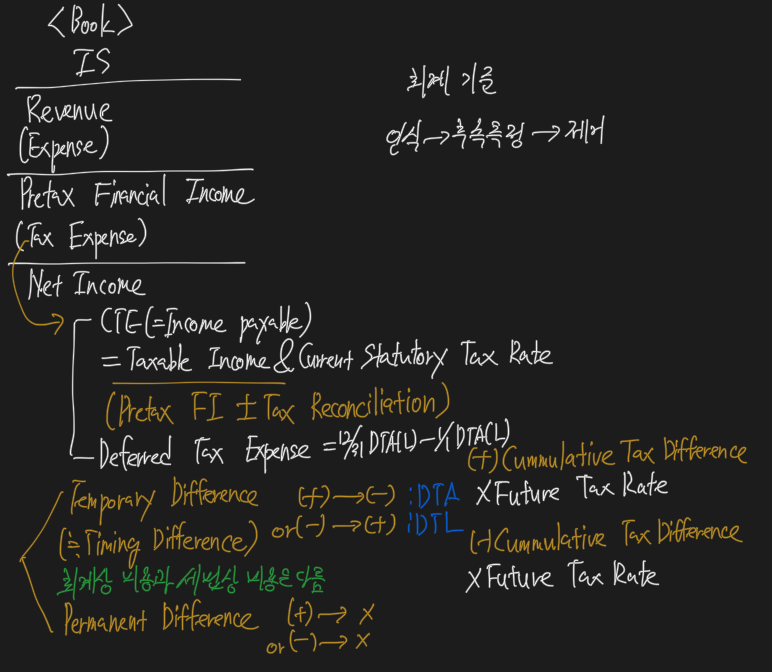 <Book>
IS
Revenue
(Expense)
Pretax Financial Income
(Tax Expense)
Net Income
CTE(=Income payable)
= Taxable Income & Current Statutory Tax Rate
(Pretax FI ± Tax Reconciliation)
Deferred Tax Expense = 12/31 DTA(L) - 1/1 DTA(L)
Temporary Difference (+) → (-) : DTA
(≒ Timing Difference) or (-) → (+) : DTL
회계상 비용과 세법상 비용은 다름
Permanent Difference (+) → X
or (-) → X
(+) Cummulative Tax Difference
X Future Tax Rate
(-) Cummulative Tax Difference
X Future Tax Rate
회계 기준
인식 → 후속측정 → 제거